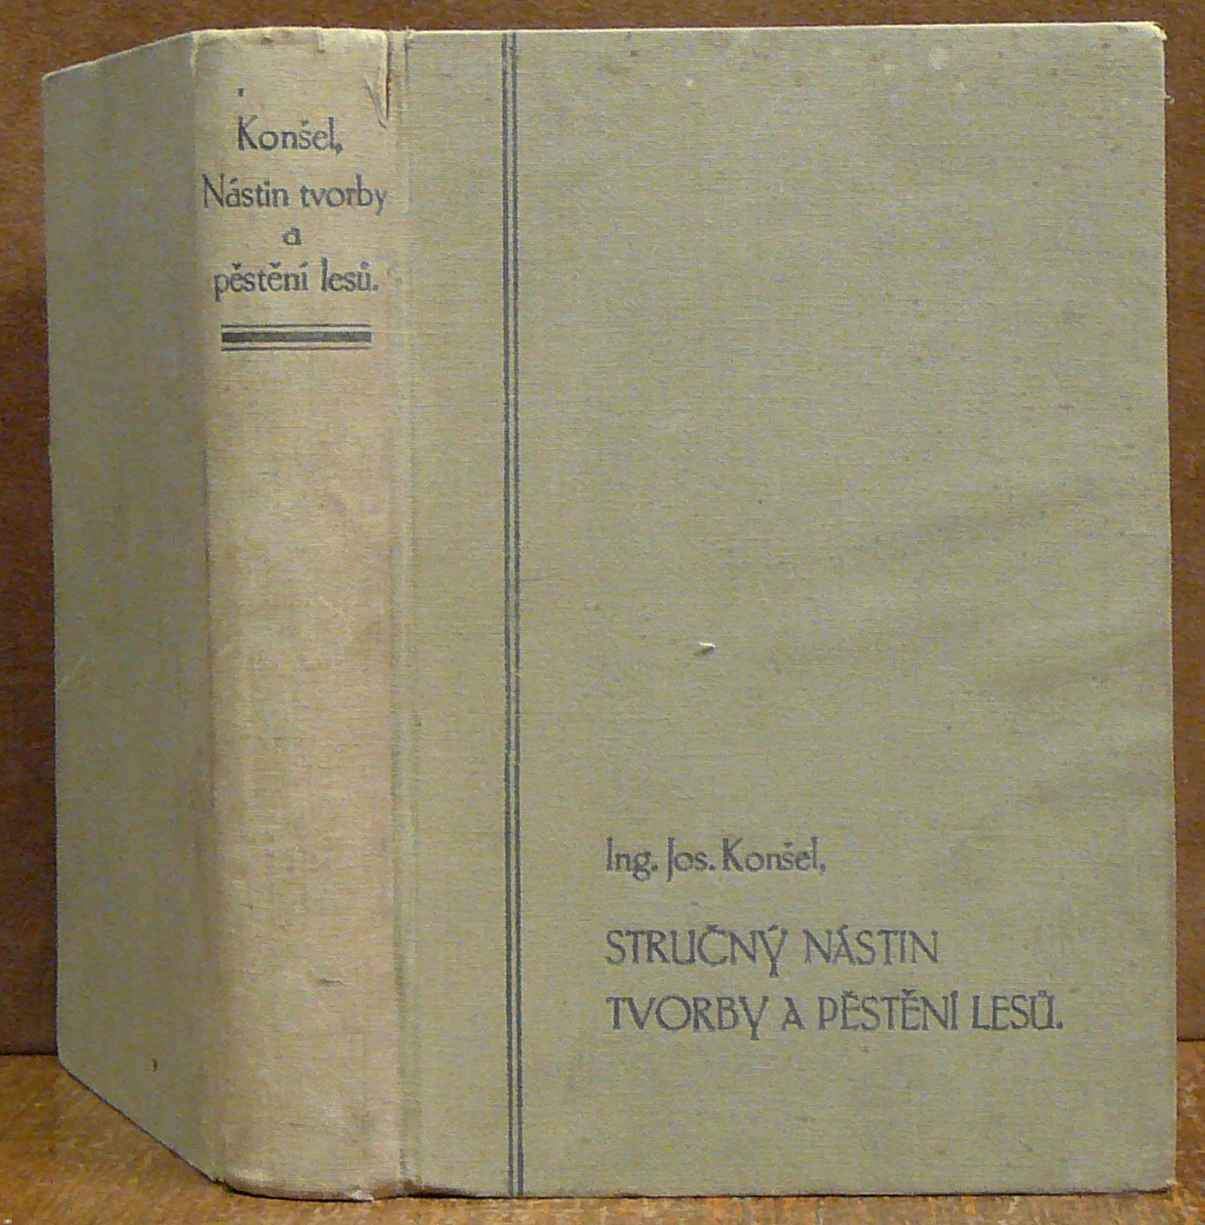 Konšel,
Nástin tvorby
a
pěstění lesů.
Ing. Jos. Konšel,
STRUČNÝ NÁSTIN
TVORBY A PĚSTĚNÍ LESŮ.